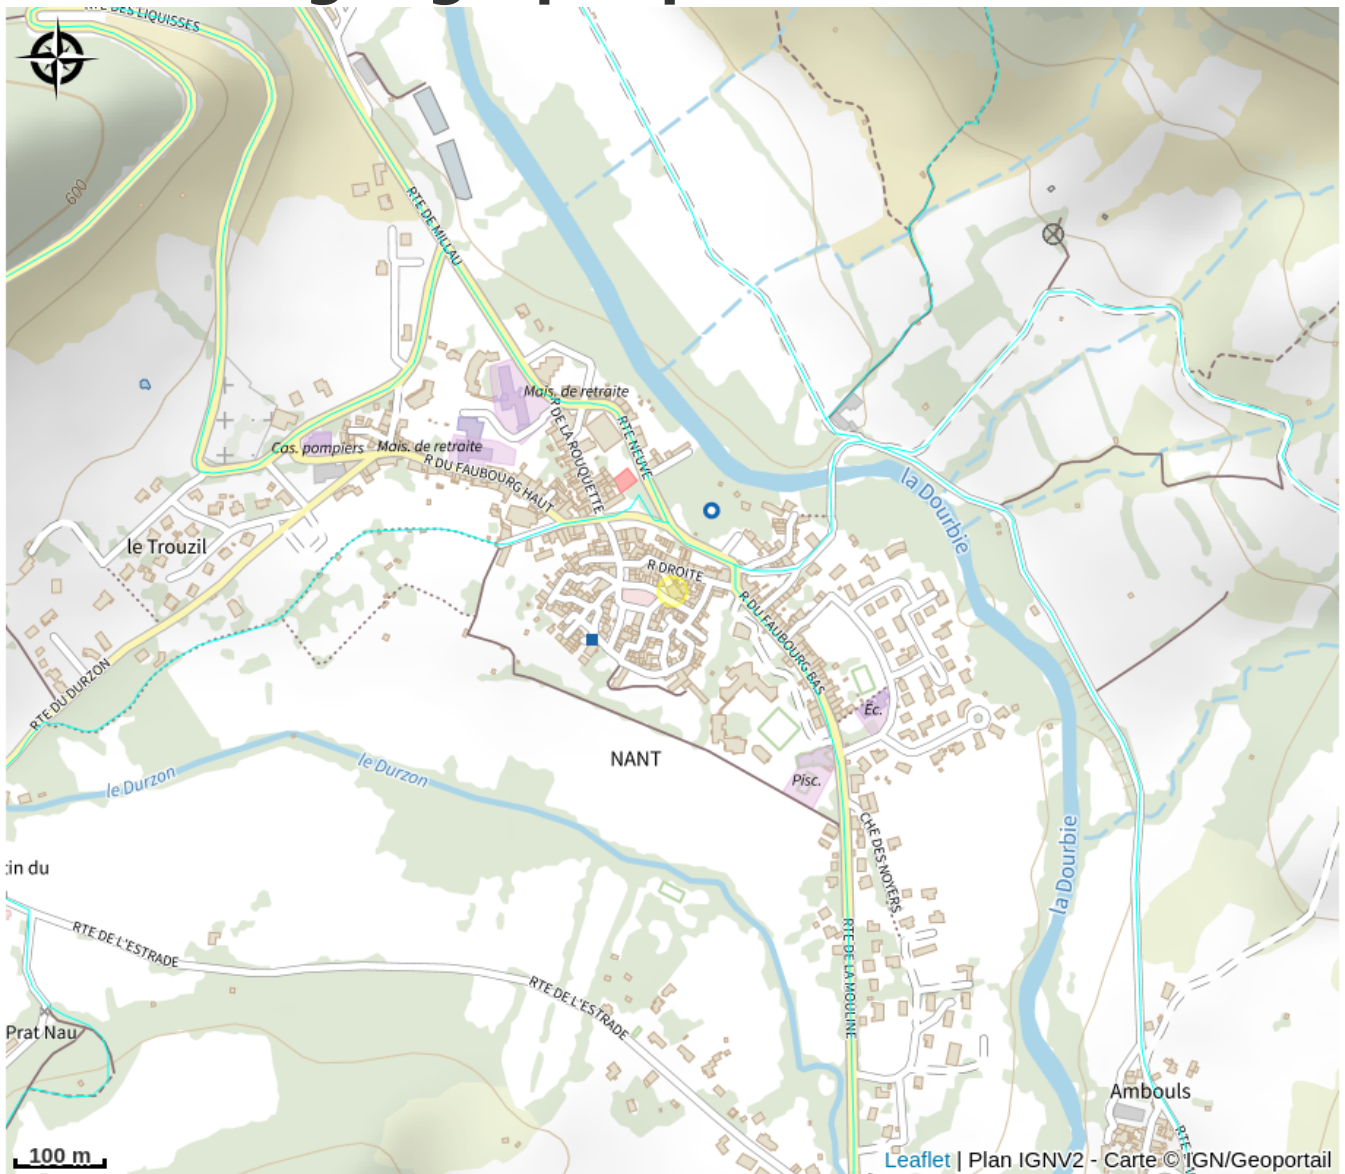 RTE DES LIQUISSES
600
RTE DE MILLAU
Mais. de retraite
R DE LA ROUQUETTE
RTE NEUVE
Cas. pompiers
Mais. de retraite
R DU FAUBOURG HAUT
la Dourbie
le Trouzil
R DROITE
R DU FAUBOURG BAS
RTE DU DURZON
Éc.
NANT
le Durzon
le Durzon
Pisc.
CHE DES NOYERS
la Dourbie
tin du
RTE DE L'ESTRADE
RTE DE LA MOULINE
RTE DE L'ESTRADE
Prat Nau
Ambouls
RTE
100 m
Leaflet | Plan IGNV2 - Carte © IGN/Geoportail